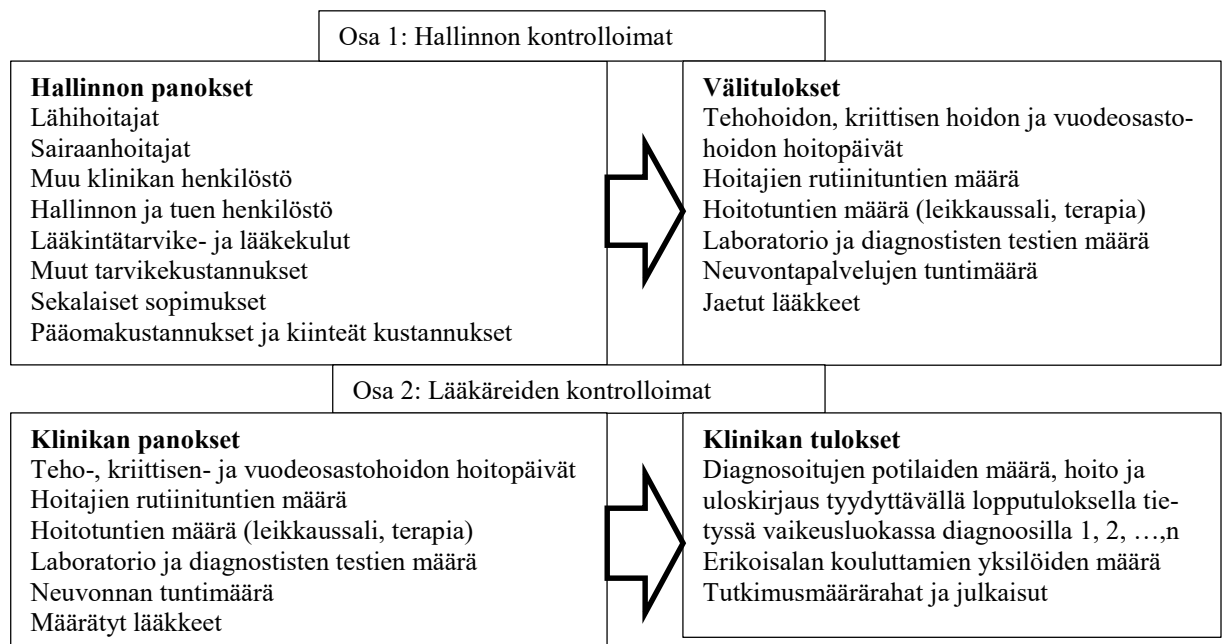 Osa 1: Hallinnon kontrolloimat
Hallinnon panokset
Lähihoitajat
Sairaanhoitajat
Muu klinikan henkilöstö
Hallinnon ja tuen henkilöstö
Lääkintätarvike- ja lääkekulut
Muut tarvikekustannukset
Sekalaiset sopimukset
Pääomakustannukset ja kiinteät kustannukset
Välitulokset
Tehohoidon, kriittisen hoidon ja vuodeosasto-
hoidon hoitopäivät
Hoitajien rutiinituntien määrä
Hoitotuntien määrä (leikkaussali, terapia)
Laboratorio ja diagnostisten testien määrä
Neuvontapalvelujen tuntimäärä
Jaetut lääkkeet
Osa 2: Lääkäreiden kontrolloimat
Klinikan panokset
Teho-, kriittisen- ja vuodeosastohoidon hoitopäivät
Hoitajien rutiinituntien määrä
Hoitotuntien määrä (leikkaussali, terapia)
Laboratorio ja diagnostisten testien määrä
Neuvonnan tuntimäärä
Määrätyt lääkkeet
Klinikan tulokset
Diagnosoitujen potilaiden määrä, hoito ja
uloskirjaus tyydyttävällä lopputuloksella tie-
tyssä vaikeusluokassa diagnoosilla 1, 2, …,n
Erikoisalan kouluttamien yksilöiden määrä
Tutkimusmäärärahat ja julkaisut